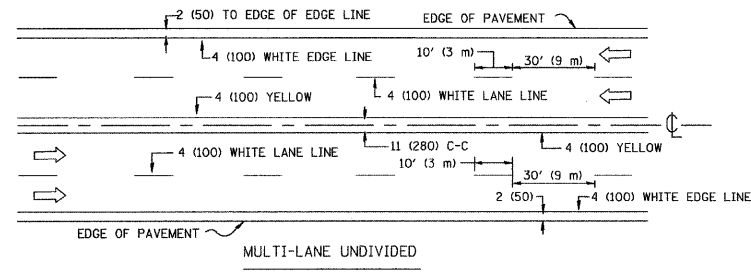 2 (50) TO EDGE OF EDGE LINE
EDGE OF PAVEMENT
4 (100) WHITE EDGE LINE
10' (3 m)
30' (9 m)
4 (100) YELLOW
4 (100) WHITE LANE LINE
℄
4 (100) WHITE LANE LINE
11 (280) C-C
4 (100) YELLOW
10' (3 m)
30' (9 m)
2 (50)
4 (100) WHITE EDGE LINE
EDGE OF PAVEMENT
MULTI-LANE UNDIVIDED